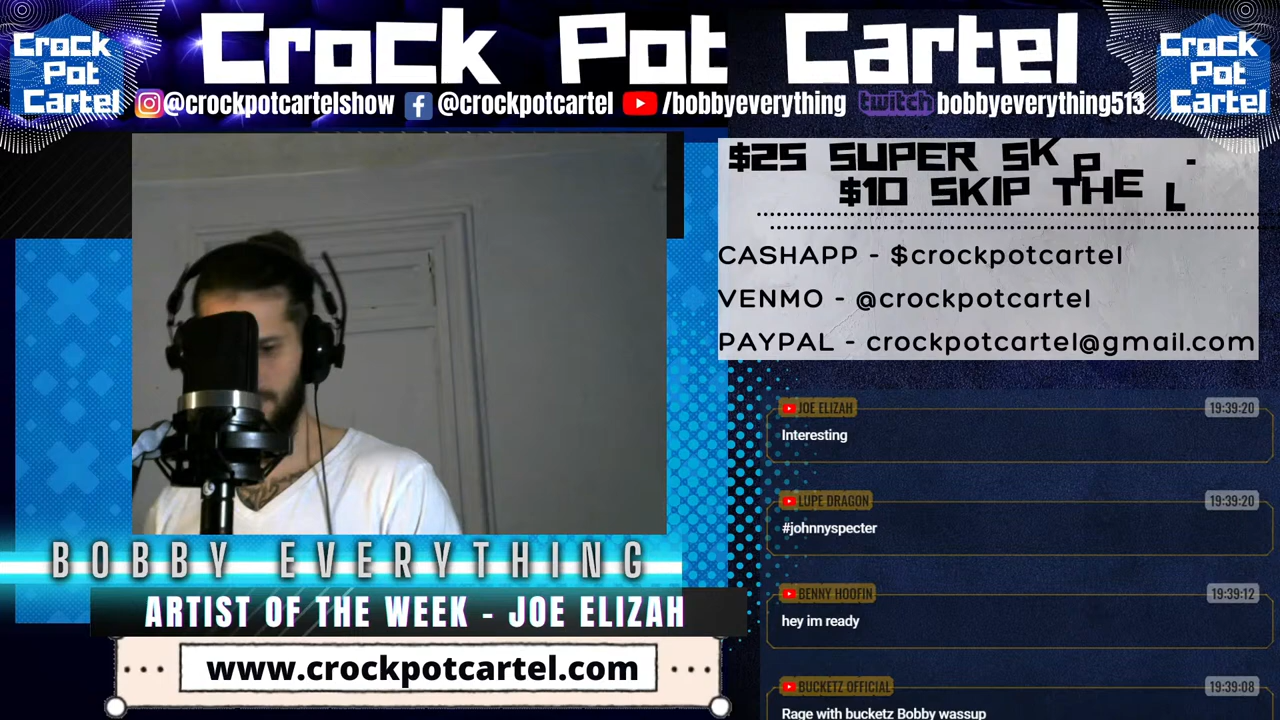 Crock Pot Cartel
Crock
Pot
Cartel
Crock
Pot
Cartel
@crockpotcartelshow @crockpotcartel /bobbyeverything twitch bobbyeverything513
$25 SUPER SK P -
$10 SKIP THE L
CASHAPP - $crockpotcartel
VENMO - @crockpotcartel
PAYPAL - crockpotcartel@gmail.com
JOE ELIZAH 19:39:20
Interesting
LUPE DRAGON 19:39:20
#johnnyspecter
BENNY HOOFIN 19:39:12
hey im ready
BUCKETZ OFFICIAL 19:39:08
Rage with bucketz Bobby wassup
BOBBY EVERYTHING
ARTIST OF THE WEEK - JOE ELIZAH
www.crockpotcartel.com